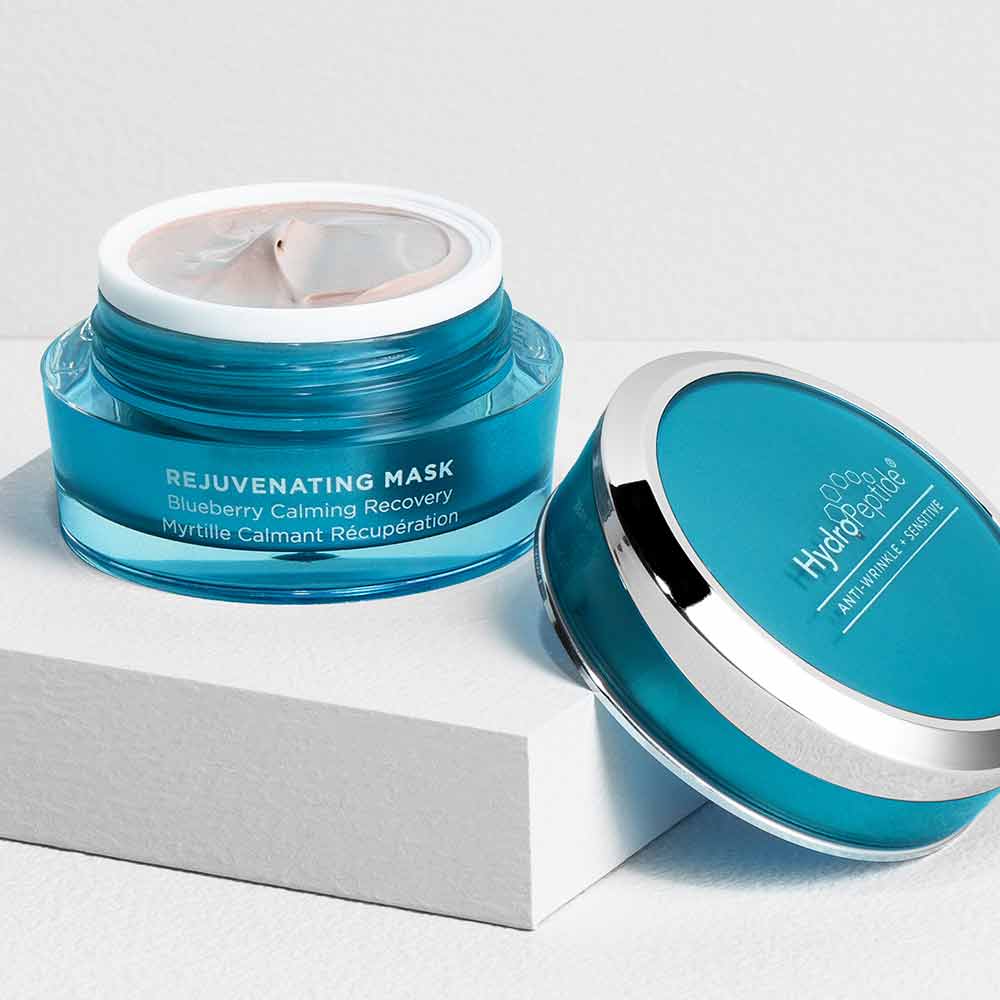 REJUVENATING MASK
Blueberry Calming Recovery
Myrtille Calmant Récupération
HydroPeptide®
ANTI-WRINKLE + SENSITIVE